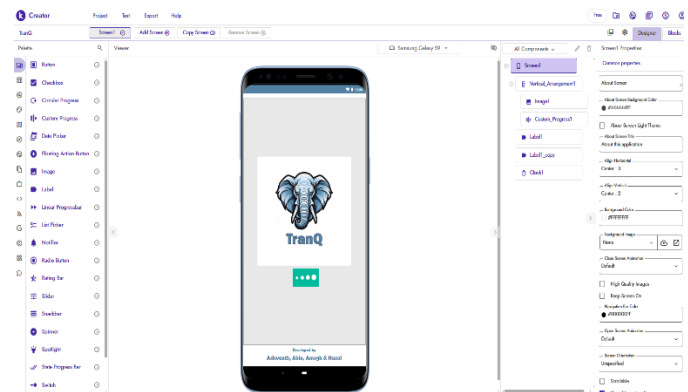 Creator
Project Test Export Help
Free
TranQ
Screen1 Add Screen Copy Screen Remove Screen
Designer Blocks
Palette
Viewer
Samsung Galaxy S9
All Components
Screen1 Properties
Button
Checkbox
Circular Progress
Custom Progress
Date Picker
Floating Action Button
Image
Label
Linear Progressbar
List Picker
Notifier
Radio Button
Rating Bar
Slider
Snackbar
Spinner
Spotlight
State Progress Bar
Switch
TranQ
Developed by
Screen1
Vertical_Arrangement1
Image1
Custom_Progress1
Label1
Label1_copy
Clock1
Common properties
About Screen
About Screen Background Color
About Screen Light Theme
About Screen Title
About this application
Align Horizontal
Center : 3
Align Vertical
Center : 2
Background Color
#FFFFFFFF
Background Image
None
Close Screen Animation
Default
High Quality Images
Keep Screen On
Navigation Bar Color
Open Screen Animation
Default
Screen Orientation
Unspecified
Scrollable